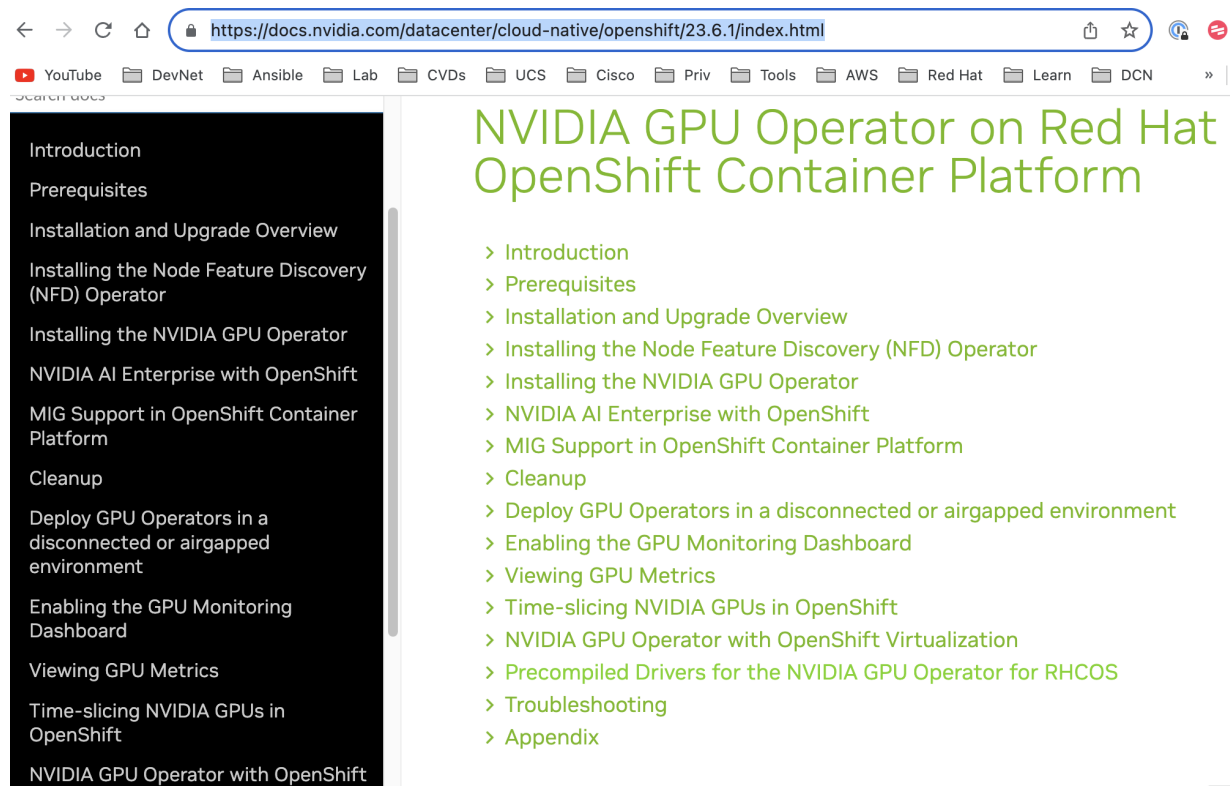 https://docs.nvidia.com/datacenter/cloud-native/openshift/23.6.1/index.html
YouTube DevNet Ansible Lab CVDs UCS Cisco Priv Tools AWS Red Hat Learn DCN »
Search docs
Introduction
Prerequisites
Installation and Upgrade Overview
Installing the Node Feature Discovery
(NFD) Operator
Installing the NVIDIA GPU Operator
NVIDIA AI Enterprise with OpenShift
MIG Support in OpenShift Container
Platform
Cleanup
Deploy GPU Operators in a
disconnected or airgapped
environment
Enabling the GPU Monitoring
Dashboard
Viewing GPU Metrics
Time-slicing NVIDIA GPUs in
OpenShift
NVIDIA GPU Operator with OpenShift
NVIDIA GPU Operator on Red Hat
OpenShift Container Platform
Introduction
Prerequisites
Installation and Upgrade Overview
Installing the Node Feature Discovery (NFD) Operator
Installing the NVIDIA GPU Operator
NVIDIA AI Enterprise with OpenShift
MIG Support in OpenShift Container Platform
Cleanup
Deploy GPU Operators in a disconnected or airgapped environment
Enabling the GPU Monitoring Dashboard
Viewing GPU Metrics
Time-slicing NVIDIA GPUs in OpenShift
NVIDIA GPU Operator with OpenShift Virtualization
Precompiled Drivers for the NVIDIA GPU Operator for RHCOS
Troubleshooting
Appendix